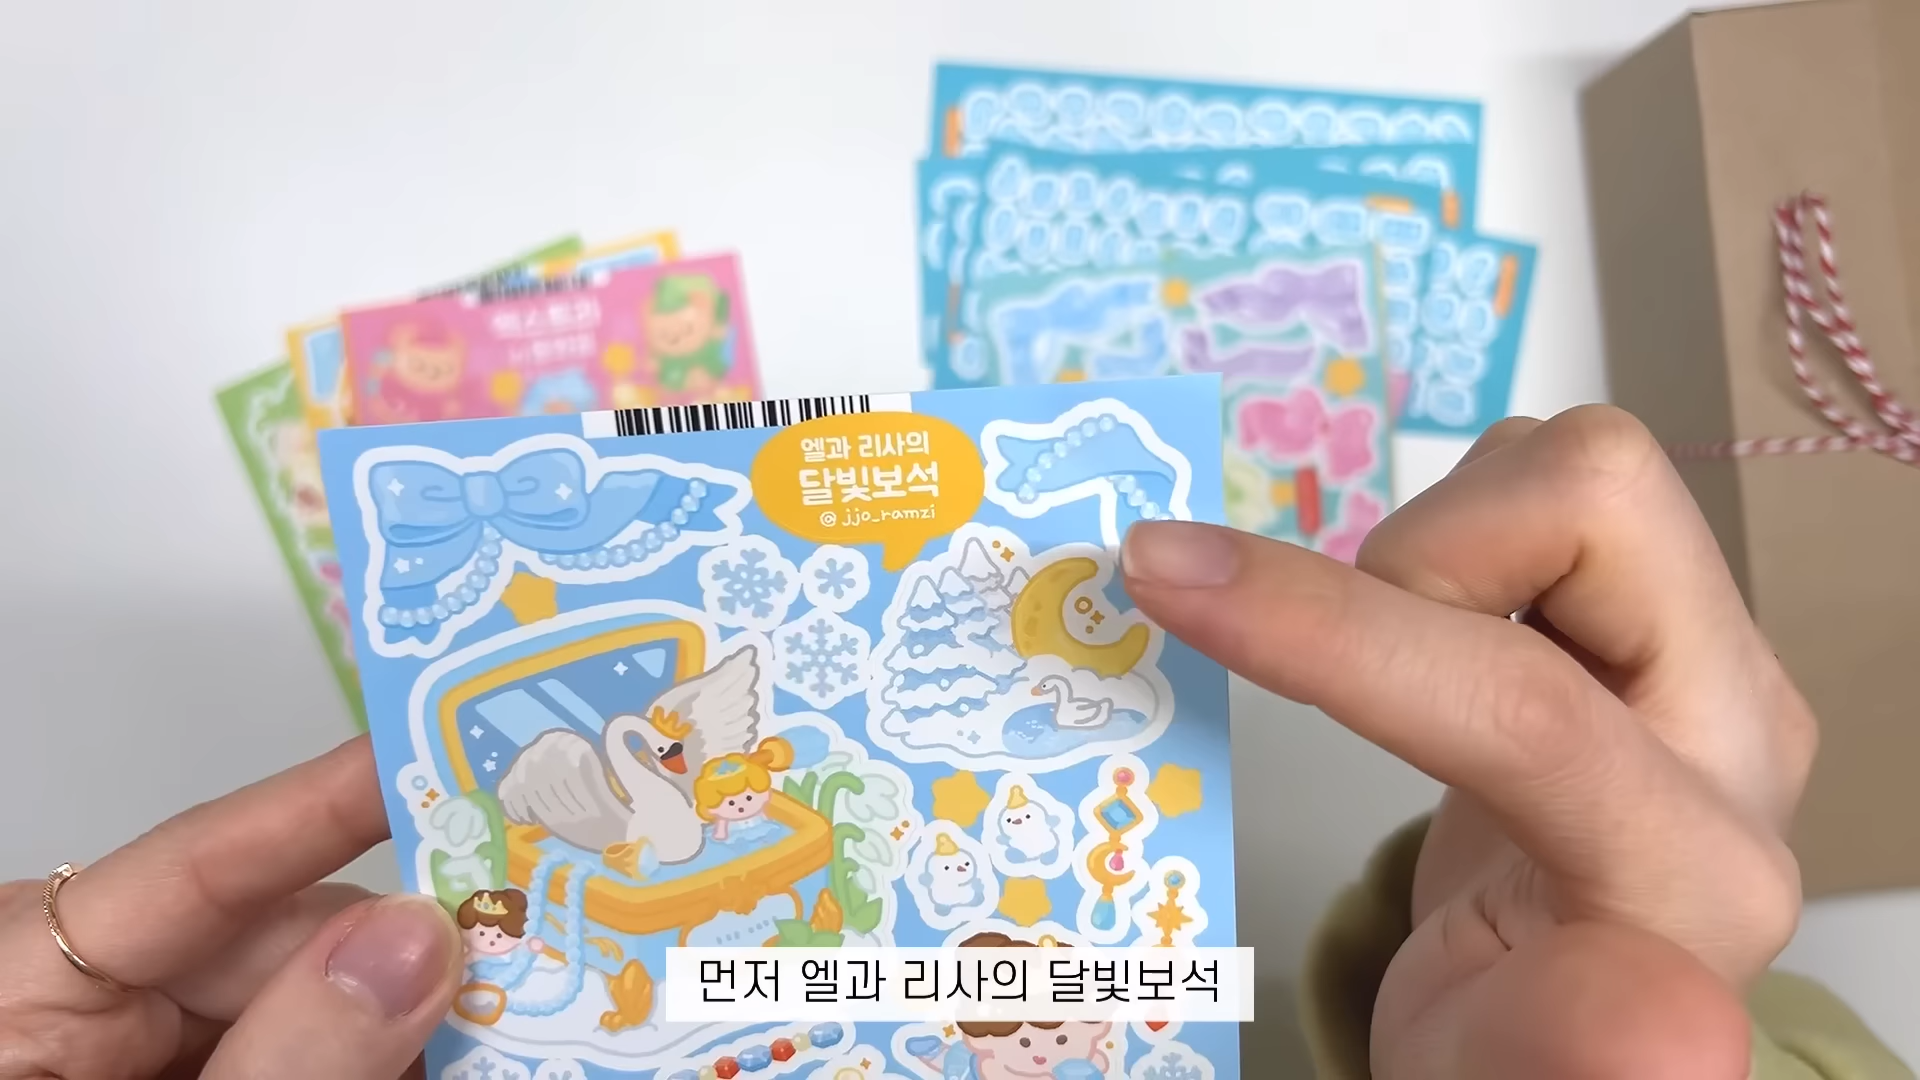 엘과 리사의
달빛보석
@jjo_ramzi
먼저 엘과 리사의 달빛보석